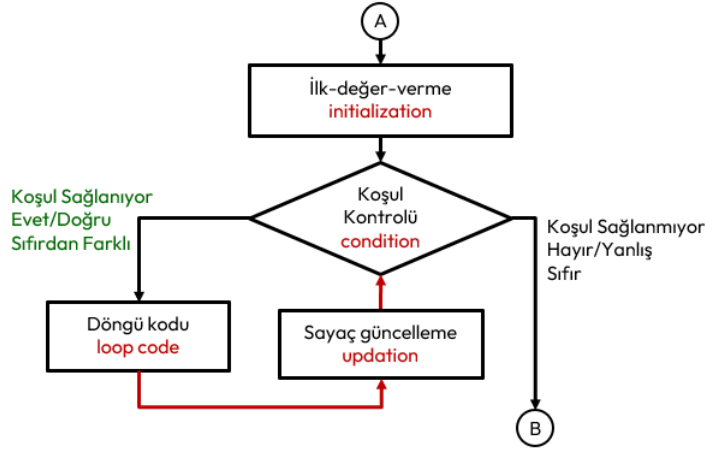 A
İlk-değer-verme
initialization
Koşul
Kontrolü
condition
Koşul Sağlanıyor
Evet/Doğru
Sıfırdan Farklı
Koşul Sağlanmıyor
Hayır/Yanlış
Sıfır
Döngü kodu
loop code
Sayaç güncelleme
updation
B